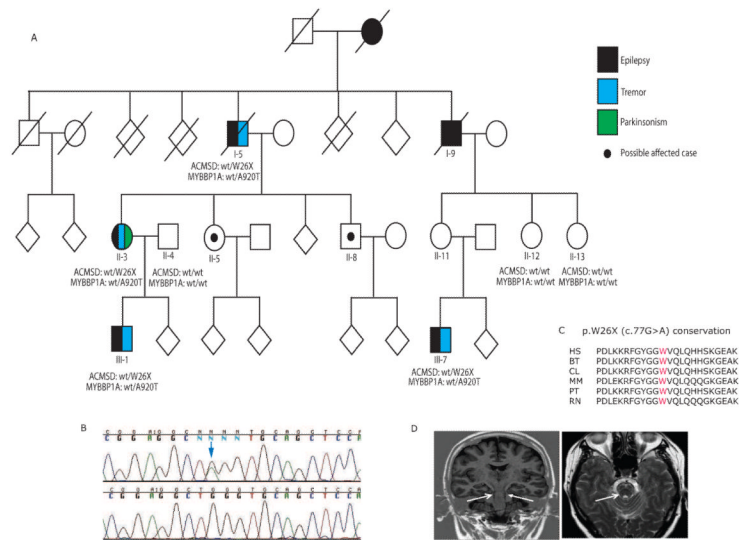 A
Epilepsy
Tremor
Parkinsonism
Possible affected case
I-5
ACMSD: wt/W26X
MYBBP1A: wt/A920T
I-9
II-3
ACMSD: wt/W26X
MYBBP1A: wt/A920T
II-4
ACMSD: wt/wt
MYBBP1A: wt/wt
II-5
II-8
II-11
II-12
ACMSD: wt/wt
MYBBP1A: wt/wt
II-13
ACMSD: wt/wt
MYBBP1A: wt/wt
III-1
ACMSD: wt/W26X
MYBBP1A: wt/A920T
III-7
ACMSD: wt/W26X
MYBBP1A: wt/A920T
C p.W26X (c.77G>A) conservation
HS PDLKKRFGYGGWVQLQHHSKGEAK
BT PDLKKRFGYGGWVQLQHHSKGEAK
CL PDLKKRFGYGGWVQLQHHSKGEAK
MM PDLEKRFGYGGWVQLQQQGKGEAK
PT PDLKKRFGYGGWVQLQHHSKGEAK
RN PDLEKRFGYGGWVQLQQQGKGEAK
B
C G G A G G C N N N N T G C A G C T C C
C G G A G G C T G G G T G C A G C T C C A
D